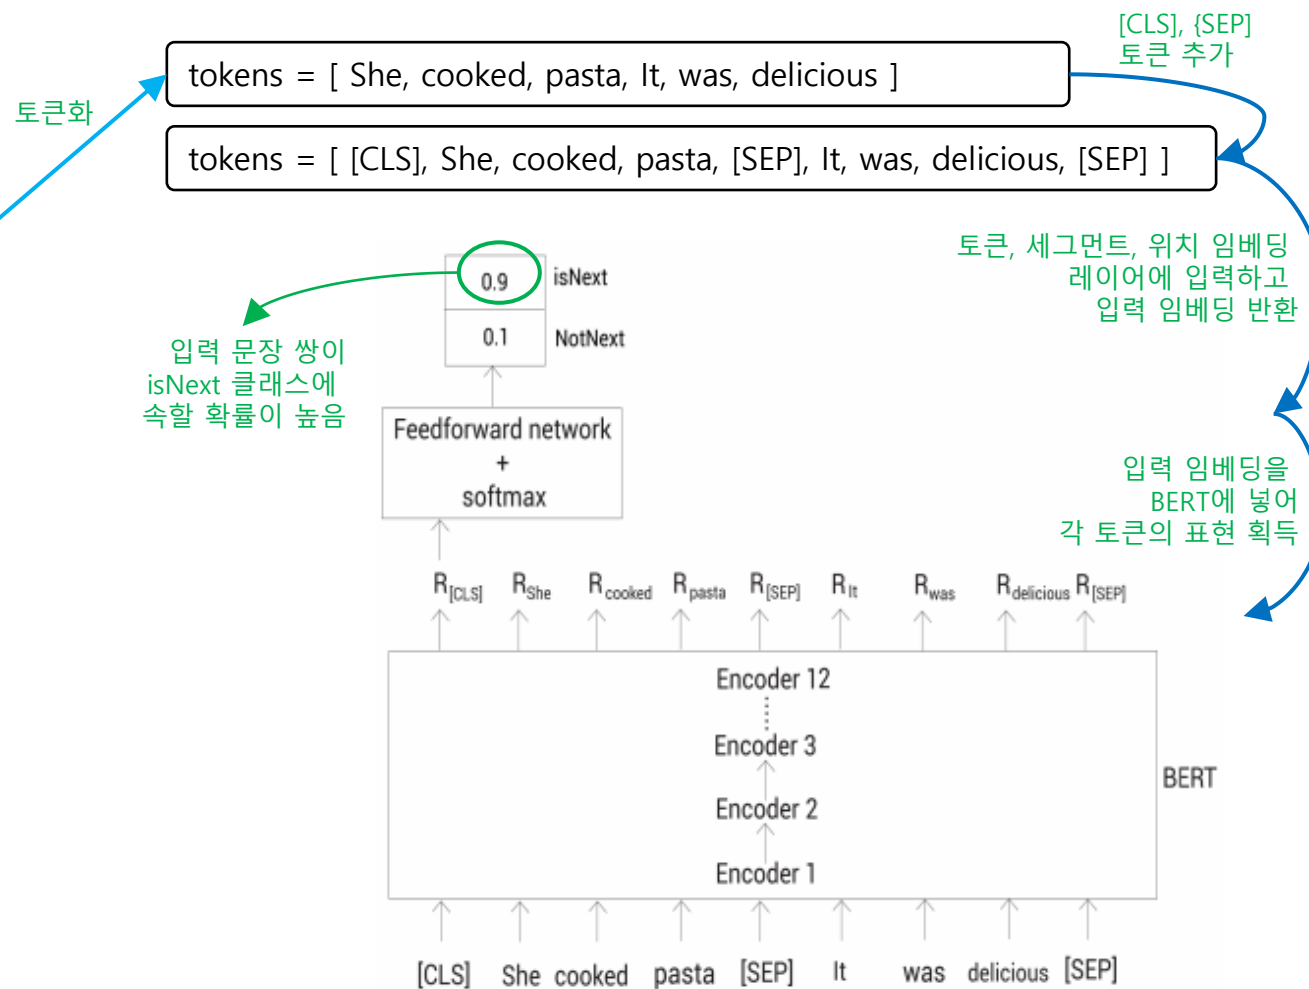 [CLS], {SEP]
토큰 추가
tokens = [ She, cooked, pasta, It, was, delicious ]
토큰화
tokens = [ [CLS], She, cooked, pasta, [SEP], It, was, delicious, [SEP] ]
토큰, 세그먼트, 위치 임베딩
레이어에 입력하고
입력 임베딩 반환
0.9 isNext
0.1 NotNext
입력 문장 쌍이
isNext 클래스에
속할 확률이 높음
Feedforward network
+
softmax
입력 임베딩을
BERT에 넣어
각 토큰의 표현 획득
R[CLS] RShe Rcooked Rpasta R[SEP] RIt Rwas Rdelicious R[SEP]
Encoder 12
Encoder 3
BERT
Encoder 2
Encoder 1
[CLS] She cooked pasta [SEP] It was delicious [SEP]